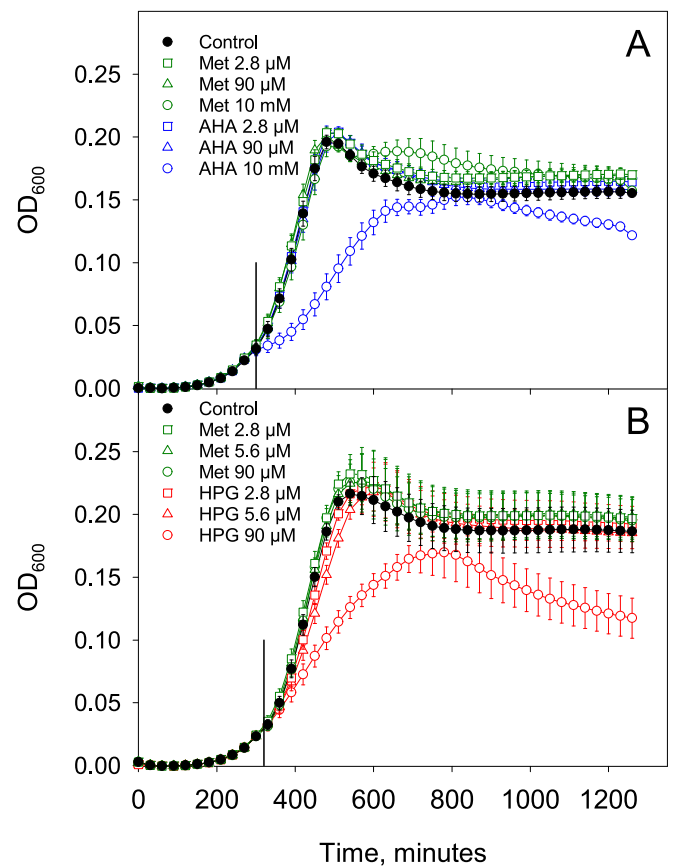 A
Control
Met 2.8 µM
Met 90 µM
Met 10 mM
AHA 2.8 µM
AHA 90 µM
AHA 10 mM
0.25
0.20
0.15
0.10
0.05
0.00
OD600
B
Control
Met 2.8 µM
Met 5.6 µM
Met 90 µM
HPG 2.8 µM
HPG 5.6 µM
HPG 90 µM
0.25
0.20
0.15
0.10
0.05
0.00
OD600
0 200 400 600 800 1000 1200
Time, minutes